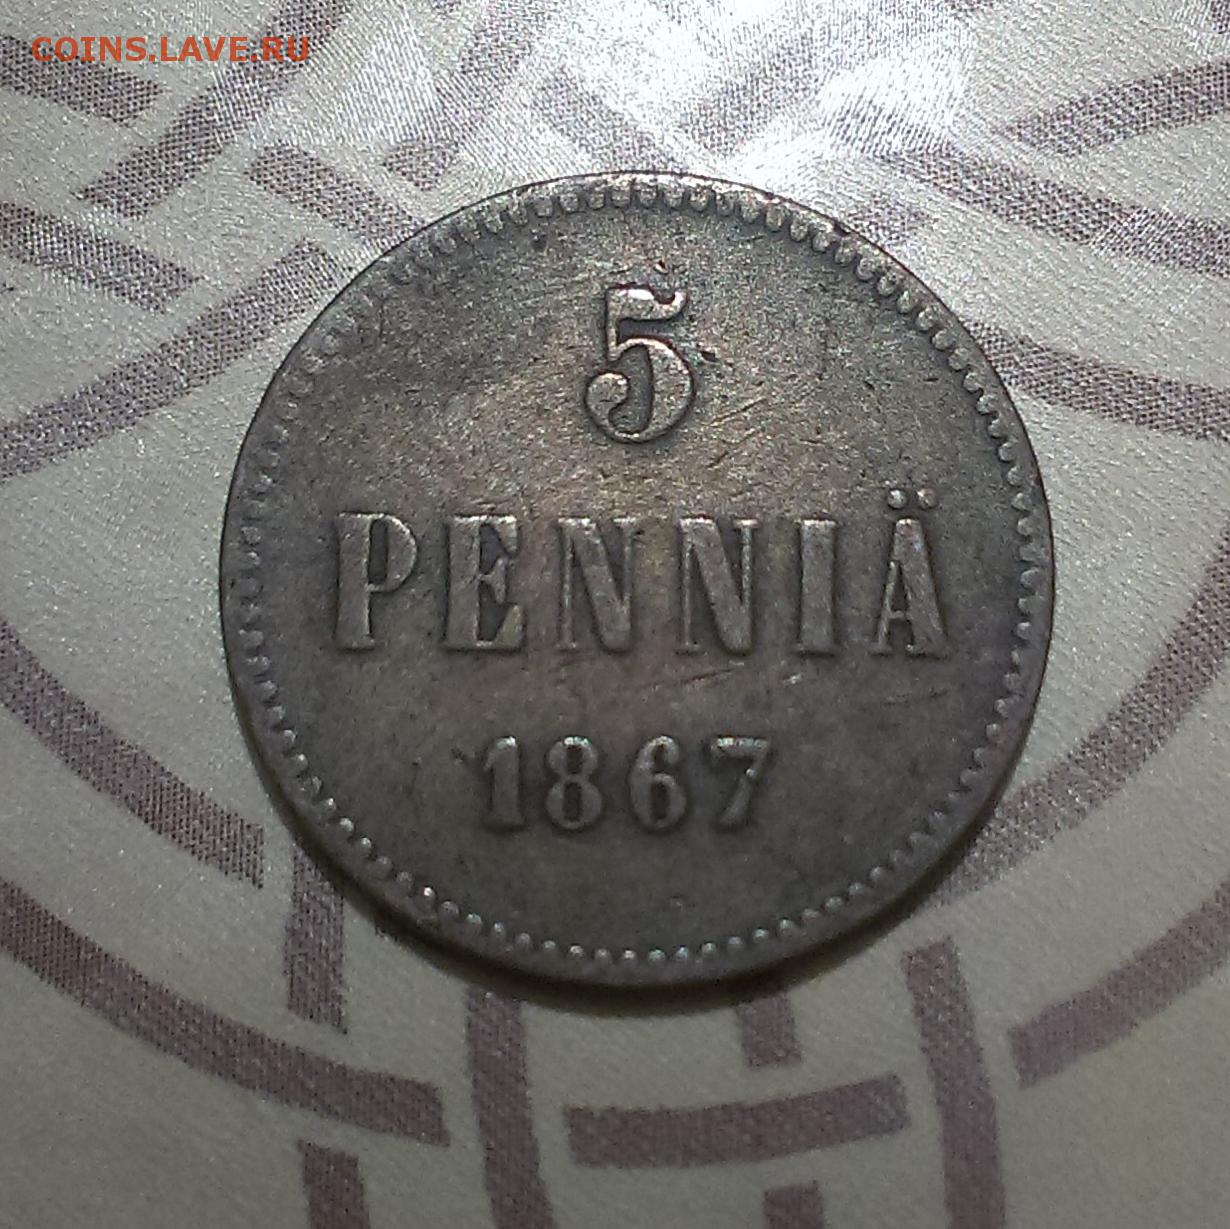 COINS.LAVE.RU
5
PENNIÄ
1867